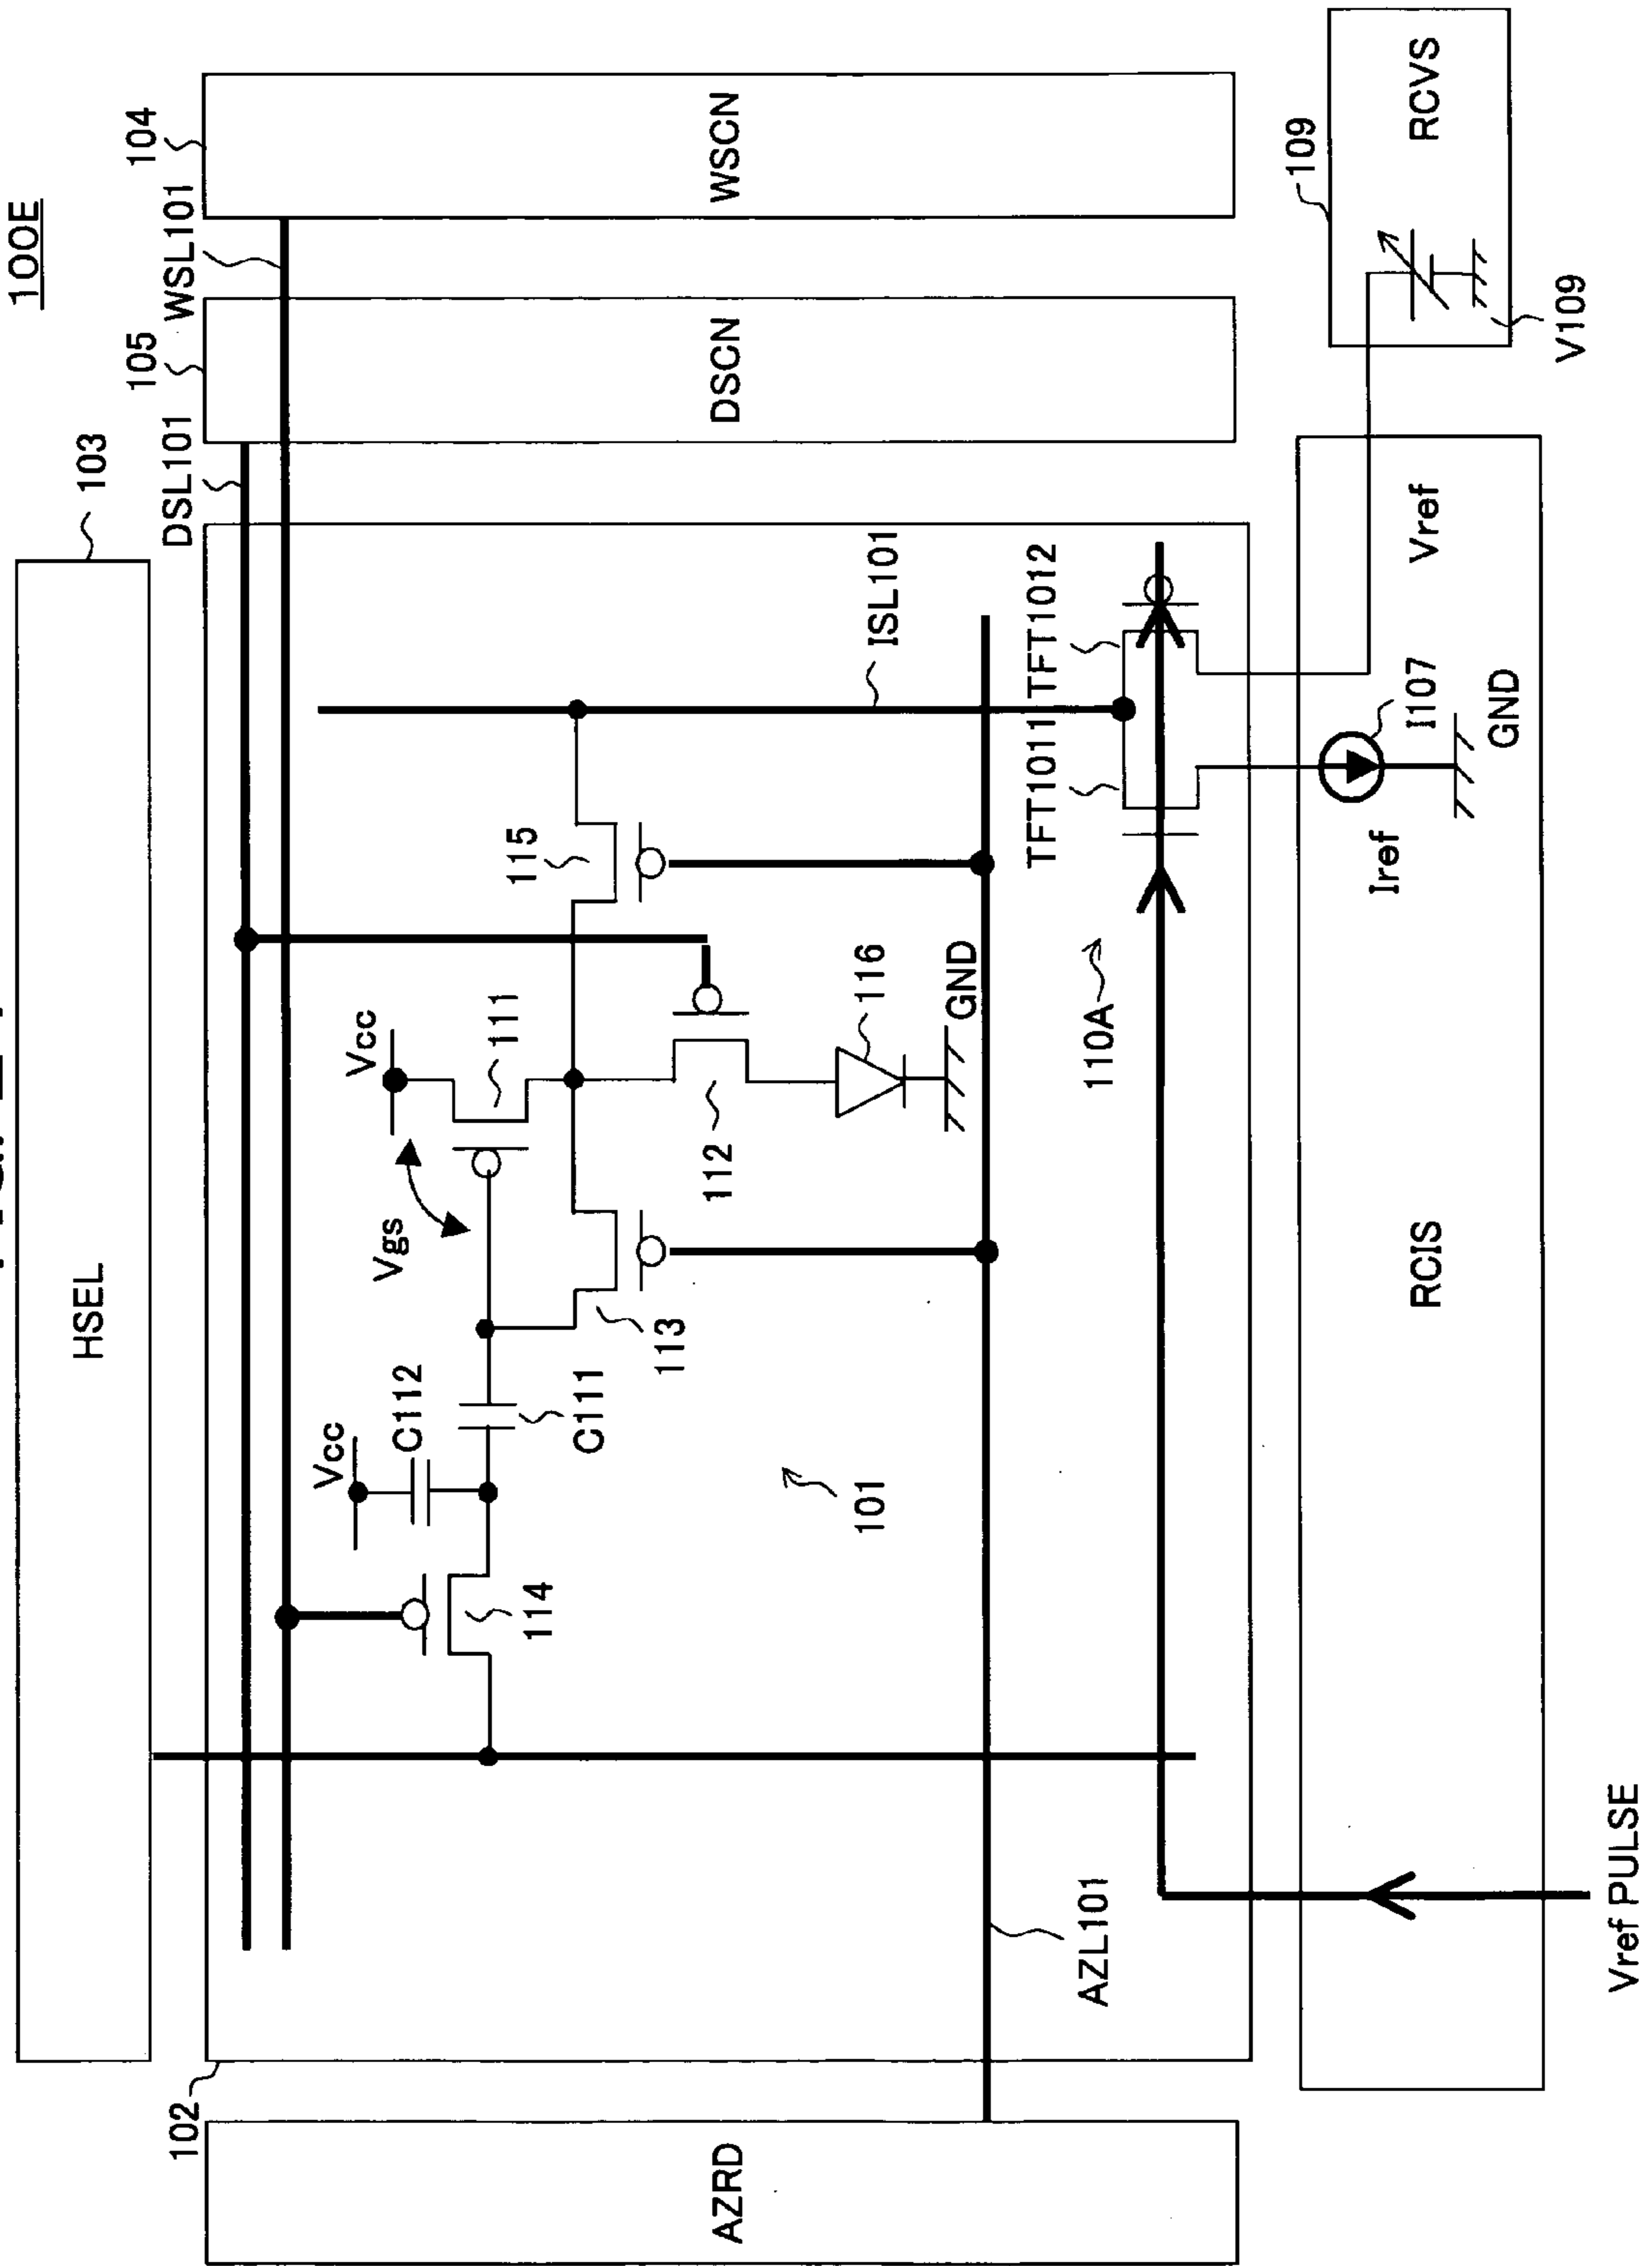 100E
HSEL
103
DSL101
105
WSL101
104
102
AZRD
DSCN
WSCN
Vcc
C112
C111
114
Vcc
Vgs
111
113
112
115
116
GND
101
ISL101
AZL101
110A
TFT1011
TFT1012
RCIS
Iref
I107
GND
Vref
109
RCVS
V109
Vref PULSE